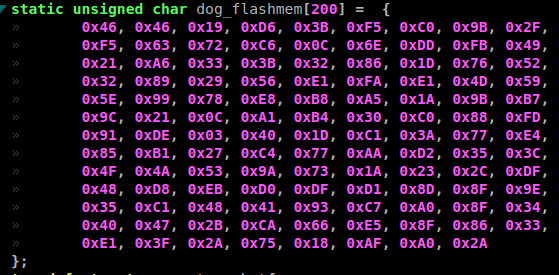 static unsigned char dog_flashmem[200] =  {
»       0x46, 0x46, 0x19, 0xD6, 0x3B, 0xF5, 0xC0, 0x9B, 0x2F,
»       0xF5, 0x63, 0x72, 0xC6, 0x0C, 0x6E, 0xDD, 0xFB, 0x49,
»       0x21, 0xA6, 0x33, 0x3B, 0x32, 0x86, 0x1D, 0x76, 0x52,
»       0x32, 0x89, 0x29, 0x56, 0xE1, 0xFA, 0xE1, 0x4D, 0x59,
»       0x5E, 0x99, 0x78, 0xE8, 0xB8, 0xA5, 0x1A, 0x9B, 0xB7,
»       0x9C, 0x21, 0x0C, 0xA1, 0xB4, 0x30, 0xC0, 0x88, 0xFD,
»       0x91, 0xDE, 0x03, 0x40, 0x1D, 0xC1, 0x3A, 0x77, 0xE4,
»       0x85, 0xB1, 0x27, 0xC4, 0x77, 0xAA, 0xD2, 0x35, 0x3C,
»       0x4F, 0x4A, 0x53, 0x9A, 0x73, 0x1A, 0x23, 0x2C, 0xDF,
»       0x48, 0xD8, 0xEB, 0xD0, 0xDF, 0xD1, 0x8D, 0x8F, 0x9E,
»       0x35, 0xC1, 0x48, 0x41, 0x93, 0xC7, 0xA0, 0x8F, 0x34,
»       0x40, 0x47, 0x2B, 0xCA, 0x66, 0xE5, 0x8F, 0x86, 0x33,
»       0xE1, 0x3F, 0x2A, 0x75, 0x18, 0xAF, 0xA0, 0x2A
};